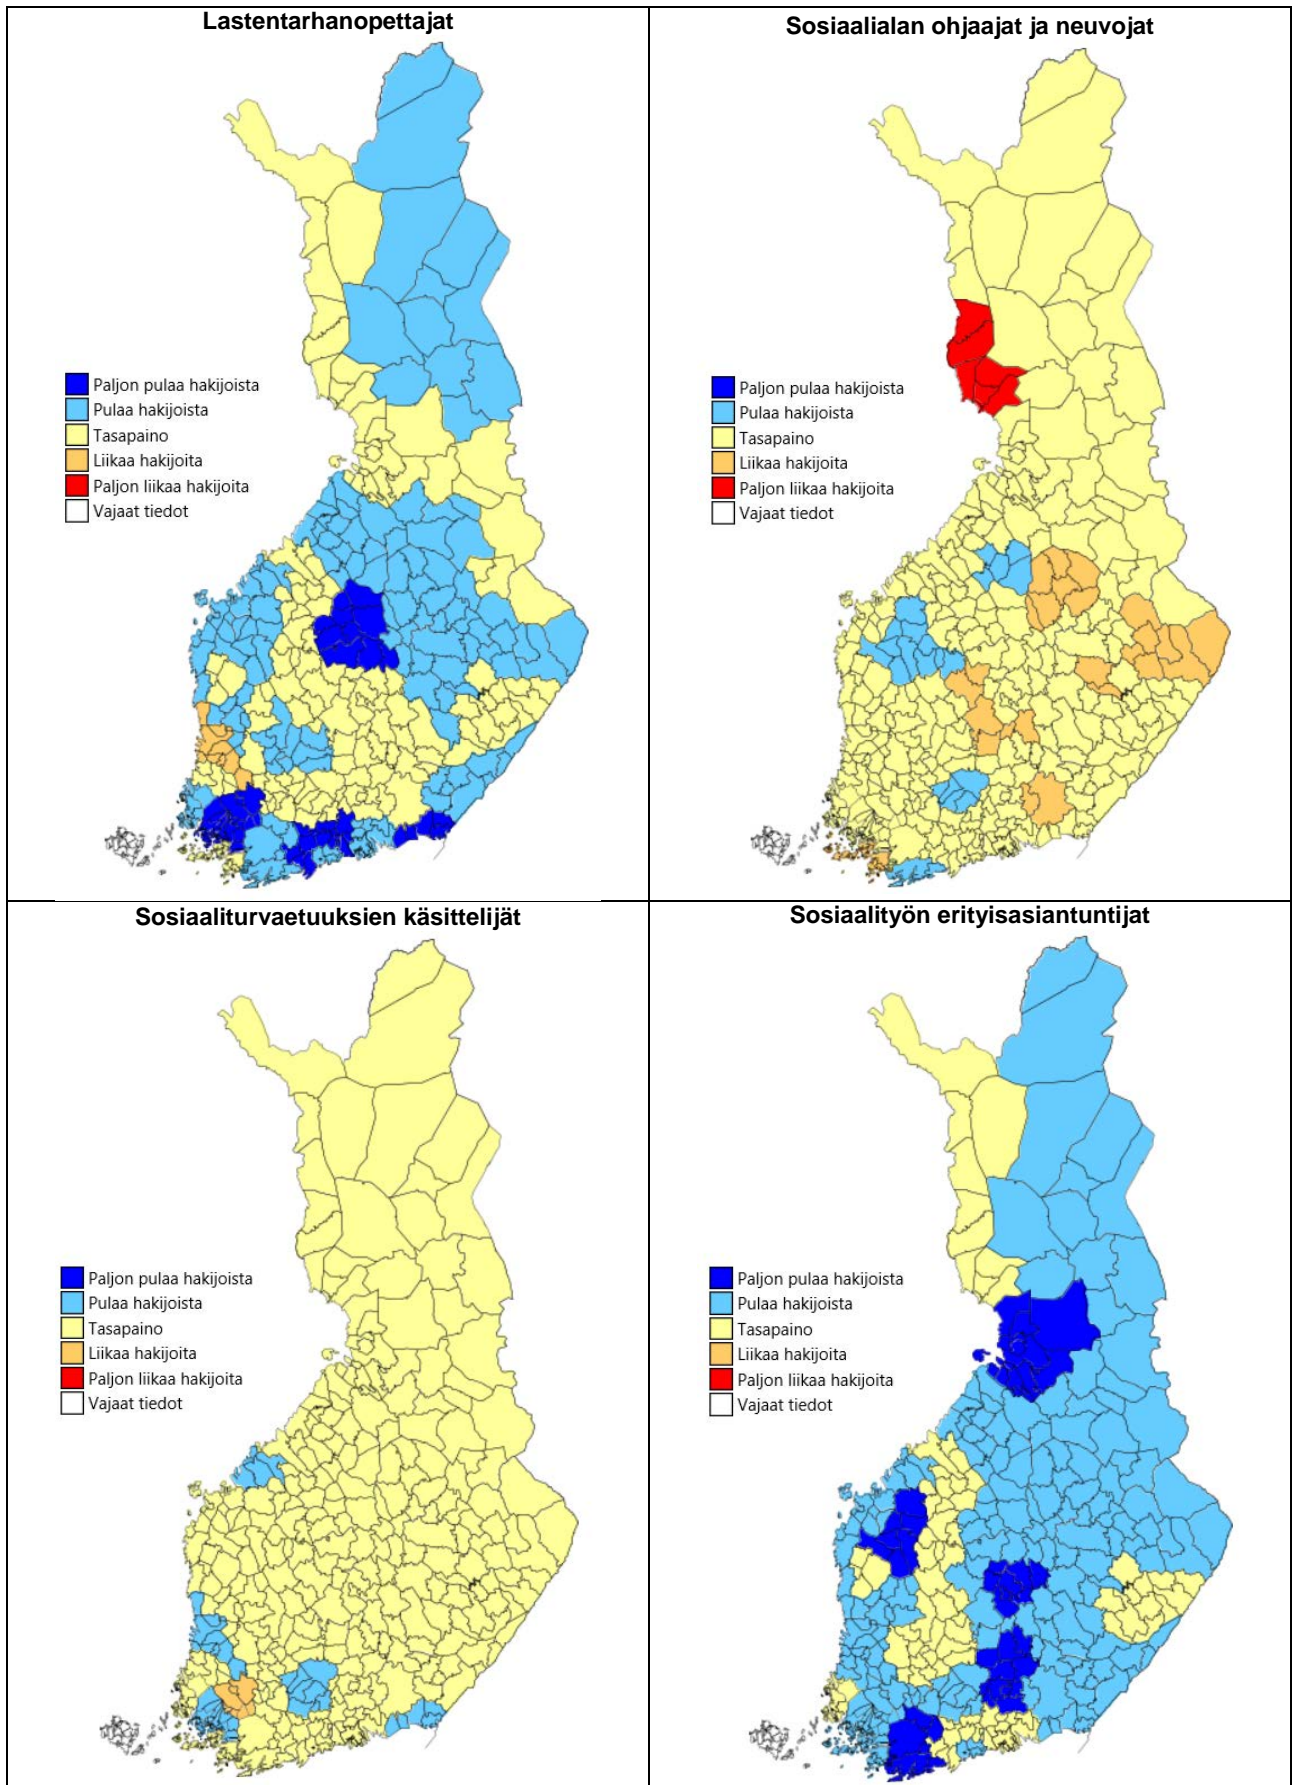 Lastentarhanopettajat
Paljon pulaa hakijoista
Pulaa hakijoista
Tasapaino
Liikaa hakijoita
Paljon liikaa hakijoita
Vajaat tiedot
Sosiaalialan ohjaajat ja neuvojat
Paljon pulaa hakijoista
Pulaa hakijoista
Tasapaino
Liikaa hakijoita
Paljon liikaa hakijoita
Vajaat tiedot
Sosiaaliturvaetuuksien käsittelijät
Paljon pulaa hakijoista
Pulaa hakijoista
Tasapaino
Liikaa hakijoita
Paljon liikaa hakijoita
Vajaat tiedot
Sosiaalityön erityisasiantuntijat
Paljon pulaa hakijoista
Pulaa hakijoista
Tasapaino
Liikaa hakijoita
Paljon liikaa hakijoita
Vajaat tiedot